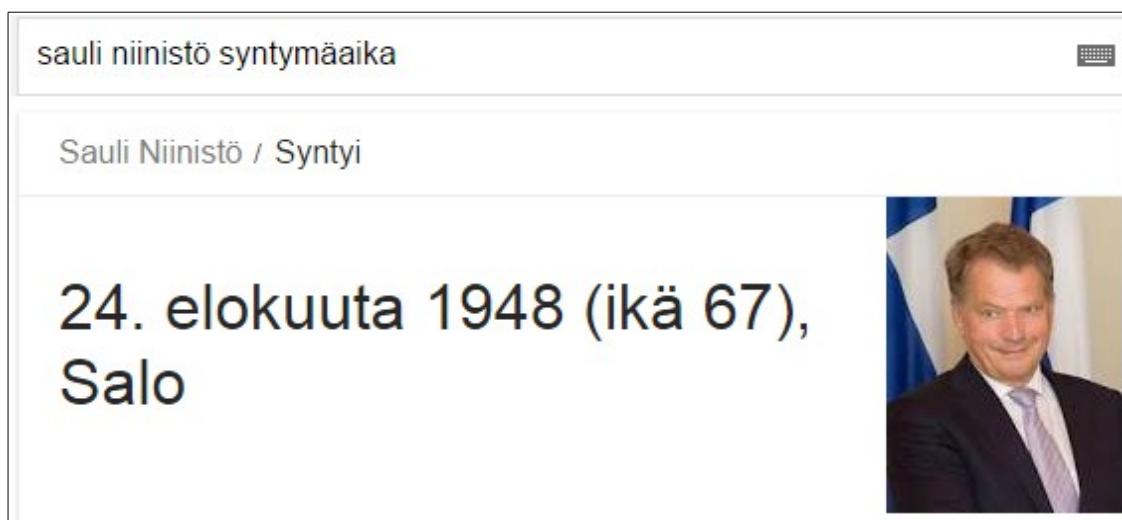 sauli niinistö syntymäaika
Sauli Niinistö / Syntyi
24. elokuuta 1948 (ikä 67),
Salo